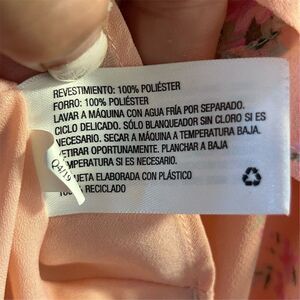 REVESTIMIENTO: 100% POLIÉSTER
FORRO: 100% POLIÉSTER
LAVAR A MÁQUINA CON AGUA FRÍA POR SEPARADO.
CICLO DELICADO. SÓLO BLANQUEADOR SIN CLORO SI ES
NECESARIO. SECAR A MÁQUINA A TEMPERATURA BAJA.
RETIRAR OPORTUNAMENTE. PLANCHAR A BAJA
TEMPERATURA SI ES NECESARIO.
ELABORADA CON PLÁSTICO
RECICLADO